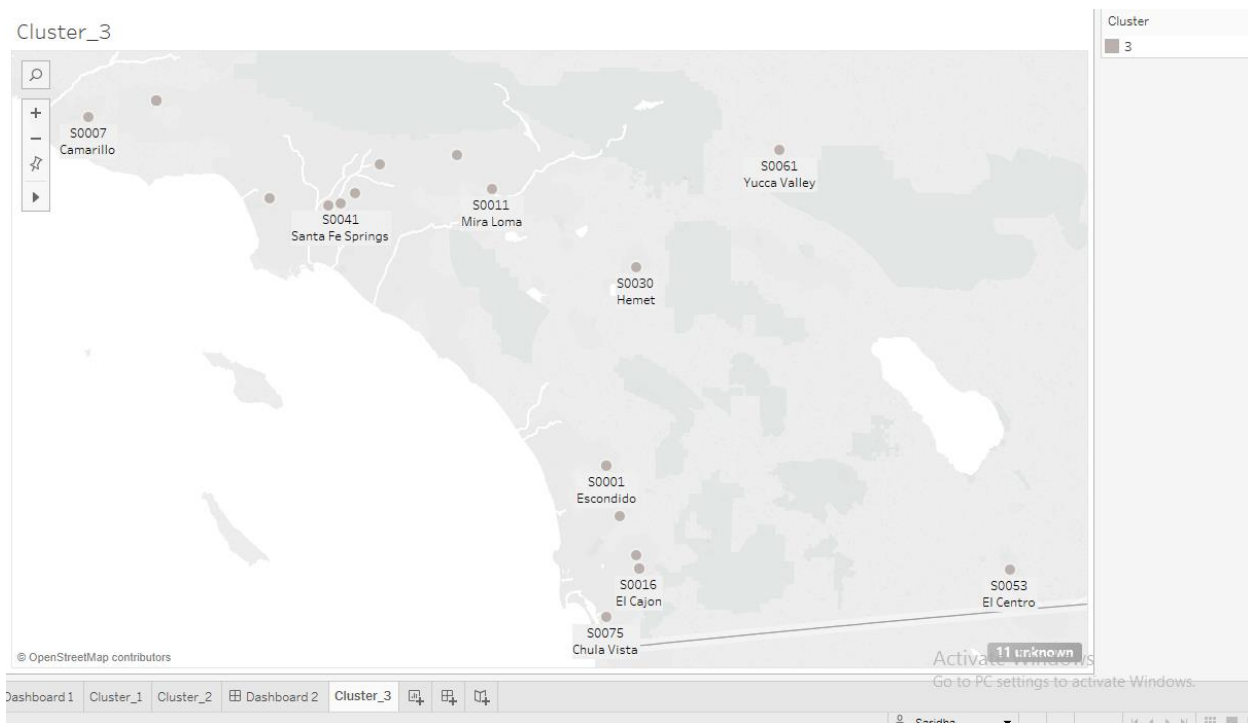 Cluster_3
Cluster
3
S0007
Camarillo
S0061
Yucca Valley
S0011
Mira Loma
S0041
Santa Fe Springs
S0030
Hemet
S0001
Escondido
S0016
El Cajon
S0053
El Centro
S0075
Chula Vista
11 unknown
© OpenStreetMap contributors
Activate Windows
Go to PC settings to activate Windows.
Dashboard 1 Cluster_1 Cluster_2 Dashboard 2 Cluster_3